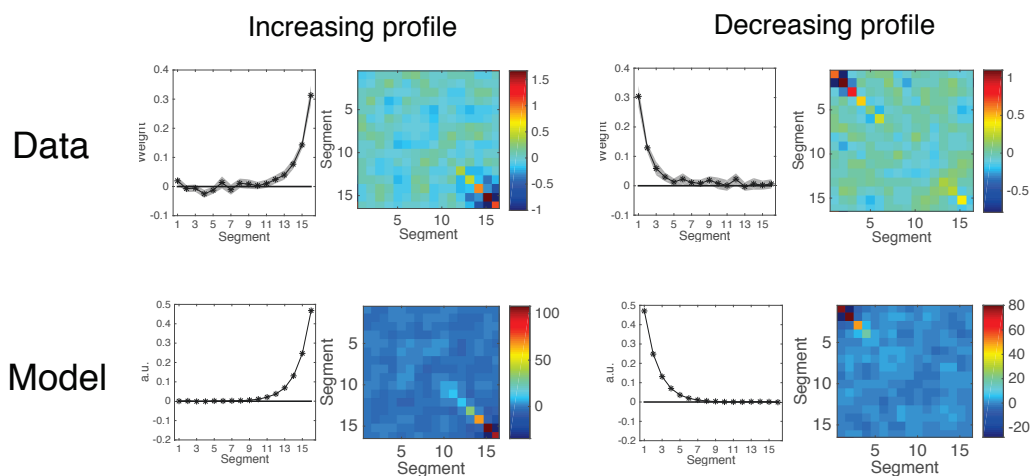 Increasing profile
Decreasing profile
Data
Weight
0.4
0.3
0.2
0.1
0
-0.1
1 3 5 7 9 11 13 15
Segment
Segment
5
10
15
5 10 15
Segment
1.5
1
0.5
0
-0.5
-1
Weight
0.4
0.3
0.2
0.1
0
-0.1
1 3 5 7 9 11 13 15
Segment
Segment
5
10
15
5 10 15
Segment
1
0.5
0
-0.5
Model
a.u.
0.5
0.4
0.3
0.2
0.1
0
-0.1
-0.2
1 3 5 7 9 11 13 15
Segment
Segment
5
10
15
5 10 15
Segment
100
50
0
a.u.
0.5
0.4
0.3
0.2
0.1
0
-0.1
-0.2
1 3 5 7 9 11 13 15
Segment
Segment
5
10
15
5 10 15
Segment
80
60
40
20
0
-20